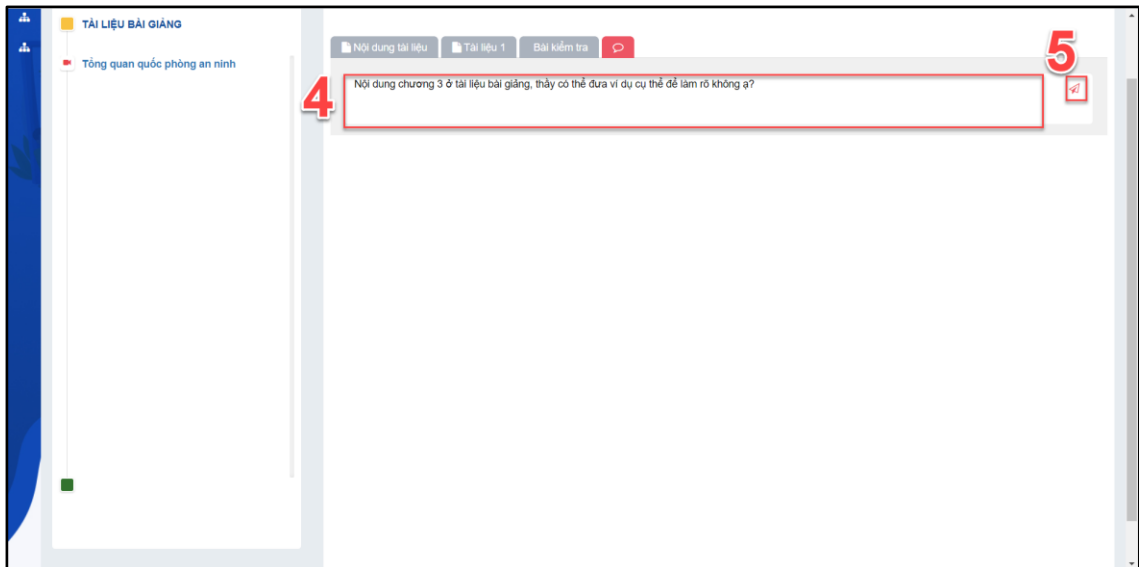 TÀI LIỆU BÀI GIẢNG
Tổng quan quốc phòng an ninh
Nội dung tài liệu Tài liệu 1 Bài kiểm tra
5
4
Nội dung chương 3 ở tài liệu bài giảng, thầy có thể đưa ví dụ cụ thể để làm rõ không ạ?